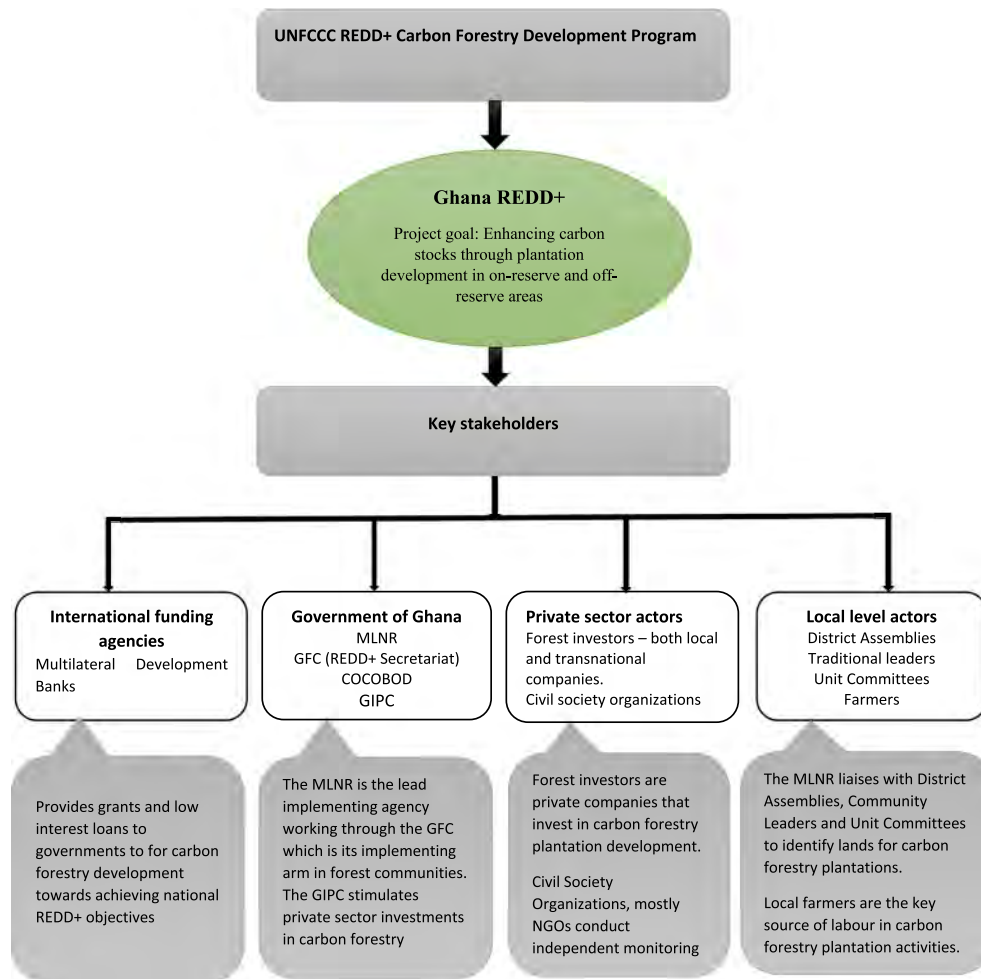 UNFCCC REDD+ Carbon Forestry Development Program
Ghana REDD+
Project goal: Enhancing carbon
stocks through plantation
development in on-reserve and off-
reserve areas
Key stakeholders
International funding
agencies
Multilateral Development
Banks
Government of Ghana
MLNR
GFC (REDD+ Secretariat)
COCOBOD
GIPC
Private sector actors
Forest investors – both local
and transnational
companies.
Civil society organizations
Local level actors
District Assemblies
Traditional leaders
Unit Committees
Farmers
Provides grants and low
interest loans to
governments to for carbon
forestry development
towards achieving national
REDD+ objectives
The MLNR is the lead
implementing agency
working through the GFC
which is its implementing
arm in forest communities.
The GIPC stimulates
private sector investments
in carbon forestry
Forest investors are
private companies that
invest in carbon forestry
plantation development.
Civil Society
Organizations, mostly
NGOs conduct
independent monitoring
The MLNR liaises with District
Assemblies, Community
Leaders and Unit Committees
to identify lands for carbon
forestry plantations.
Local farmers are the key
source of labour in carbon
forestry plantation activities.